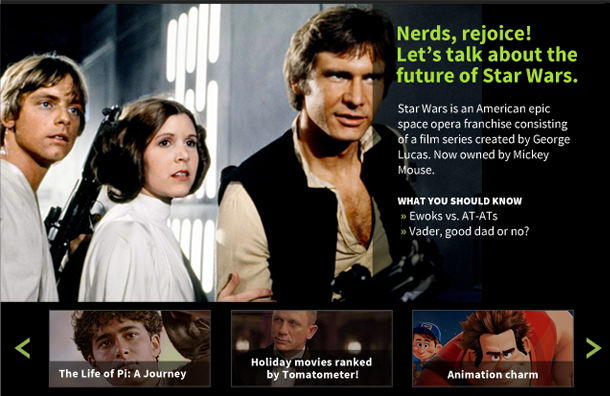 Nerds, rejoice!
Let's talk about the
future of Star Wars.
Star Wars is an American epic
space opera franchise consisting
of a film series created by George
Lucas. Now owned by Mickey
Mouse.
WHAT YOU SHOULD KNOW
» Ewoks vs. AT-ATs
» Vader, good dad or no?
The Life of Pi: A Journey
Holiday movies ranked
by Tomatometer!
Animation charm